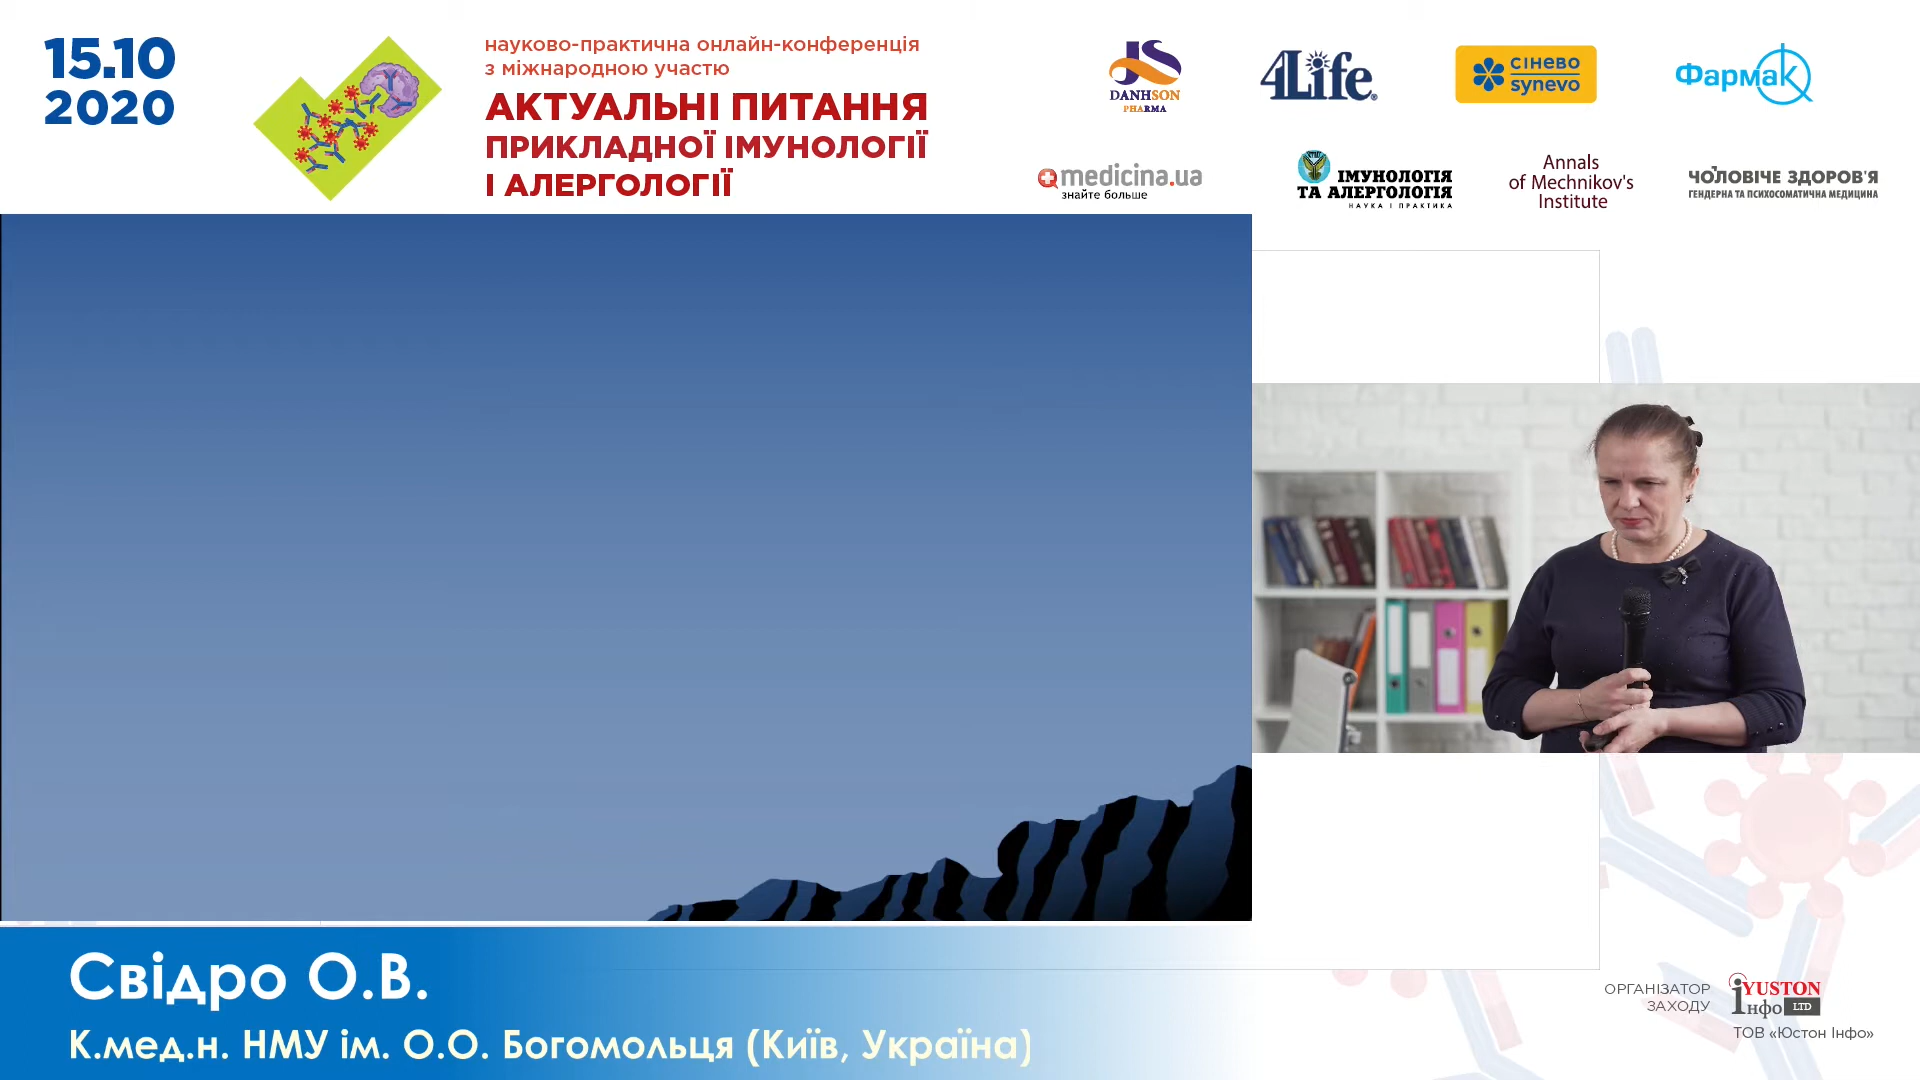 15.10
2020
науково-практична онлайн-конференція
з міжнародною участю
АКТУАЛЬНІ ПИТАННЯ
ПРИКЛАДНОЇ ІМУНОЛОГІЇ
І АЛЕРГОЛОГІЇ
DANHSON
PHARMA
4Life®
сінево
synevo
Фармак
medicina.ua
знайте больше
ІМУНОЛОГІЯ
ТА АЛЕРГОЛОГІЯ
НАУКА І ПРАКТИКА
Annals
of Mechnikov's
Institute
ЧОЛОВІЧЕ ЗДОРОВ'Я
ГЕНДЕРНА ТА ПСИХОСОМАТИЧНА МЕДИЦИНА
Свідро О.В.
К.мед.н. НМУ ім. О.О. Богомольця (Київ, Україна)
ОРГАНІЗАТОР
ЗАХОДУ
YUSTON
Інфо LTD
ТОВ «Юстон Інфо»